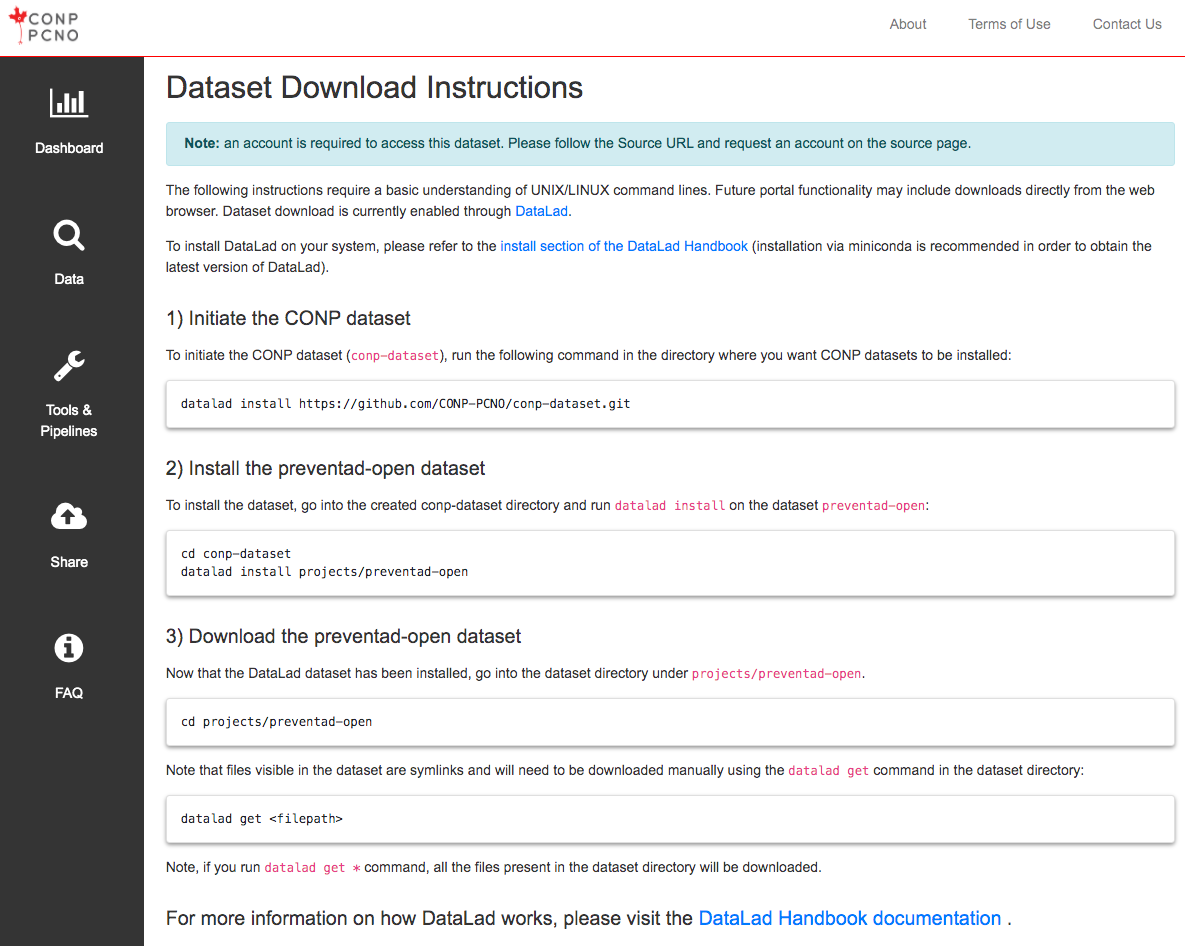 CONP
PCNO
About
Terms of Use
Contact Us
Dashboard
Data
Tools &
Pipelines
Share
FAQ
Dataset Download Instructions
Note: an account is required to access this dataset. Please follow the Source URL and request an account on the source page.
The following instructions require a basic understanding of UNIX/LINUX command lines. Future portal functionality may include downloads directly from the web
browser. Dataset download is currently enabled through DataLad.
To install DataLad on your system, please refer to the install section of the DataLad Handbook (installation via miniconda is recommended in order to obtain the
latest version of DataLad).
1) Initiate the CONP dataset
To initiate the CONP dataset (conp-dataset), run the following command in the directory where you want CONP datasets to be installed:
datalad install https://github.com/CONP-PCNO/conp-dataset.git
2) Install the preventad-open dataset
To install the dataset, go into the created conp-dataset directory and run datalad install on the dataset preventad-open:
cd conp-dataset
datalad install projects/preventad-open
3) Download the preventad-open dataset
Now that the DataLad dataset has been installed, go into the dataset directory under projects/preventad-open.
cd projects/preventad-open
Note that files visible in the dataset are symlinks and will need to be downloaded manually using the datalad get command in the dataset directory:
datalad get <filepath>
Note, if you run datalad get * command, all the files present in the dataset directory will be downloaded.
For more information on how DataLad works, please visit the DataLad Handbook documentation .